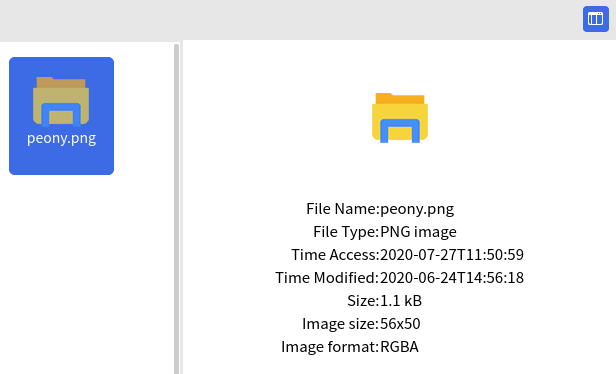 peony.png
File Name:peony.png
File Type:PNG image
Time Access:2020-07-27T11:50:59
Time Modified:2020-06-24T14:56:18
Size:1.1 kB
Image size:56x50
Image format:RGBA